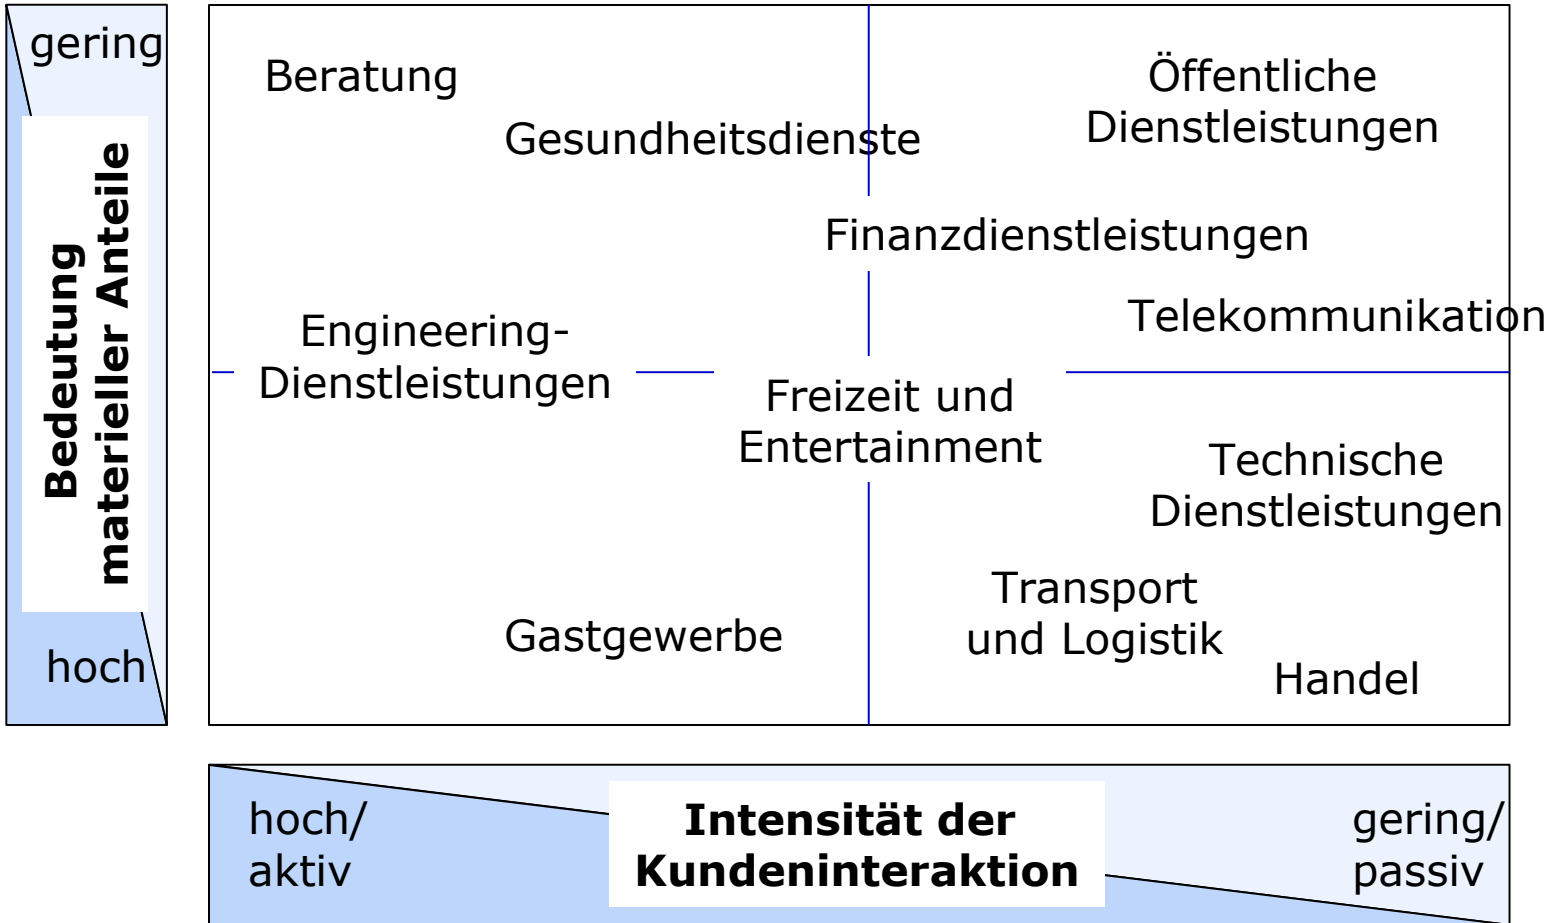 gering
Bedeutung
materieller Anteile
hoch
Beratung
Öffentliche
Dienstleistungen
Gesundheitsdienste
Finanzdienstleistungen
Telekommunikation
Engineering-
Dienstleistungen
Freizeit und
Entertainment
Technische
Dienstleistungen
Transport
und Logistik
Gastgewerbe
Handel
hoch/
aktiv
Intensität der
Kundeninteraktion
gering/
passiv